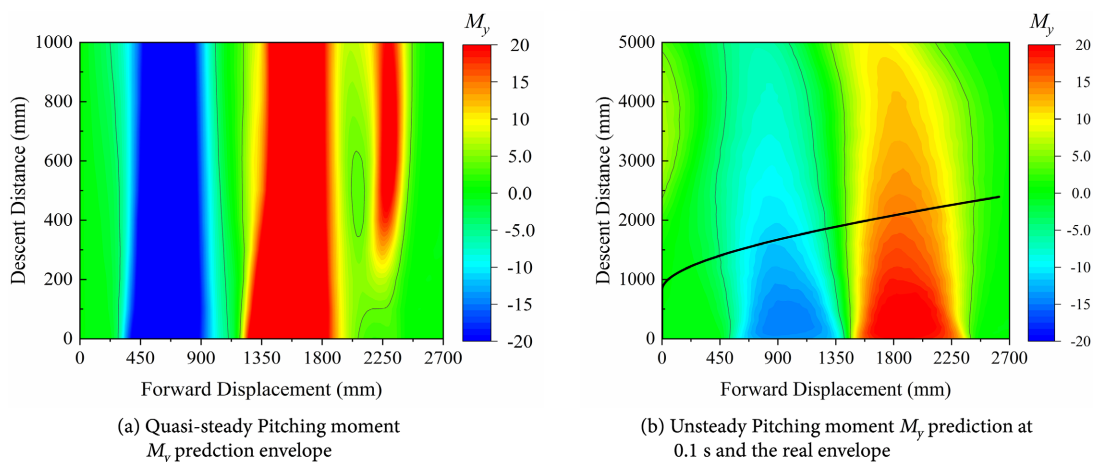 M_y
M_y
1000
800
600
400
200
0
0 450 900 1350 1800 2250 2700
Descent Distance (mm)
Forward Displacement (mm)
20
15
10
5.0
0.0
-5.0
-10
-15
-20
5000
4000
3000
2000
1000
0
0 450 900 1350 1800 2250 2700
Descent Distance (mm)
Forward Displacement (mm)
20
15
10
5.0
0.0
-5.0
-10
-15
-20
(a) Quasi-steady Pitching moment
M_y predction envelope
(b) Unsteady Pitching moment M_y prediction at
0.1 s and the real envelope